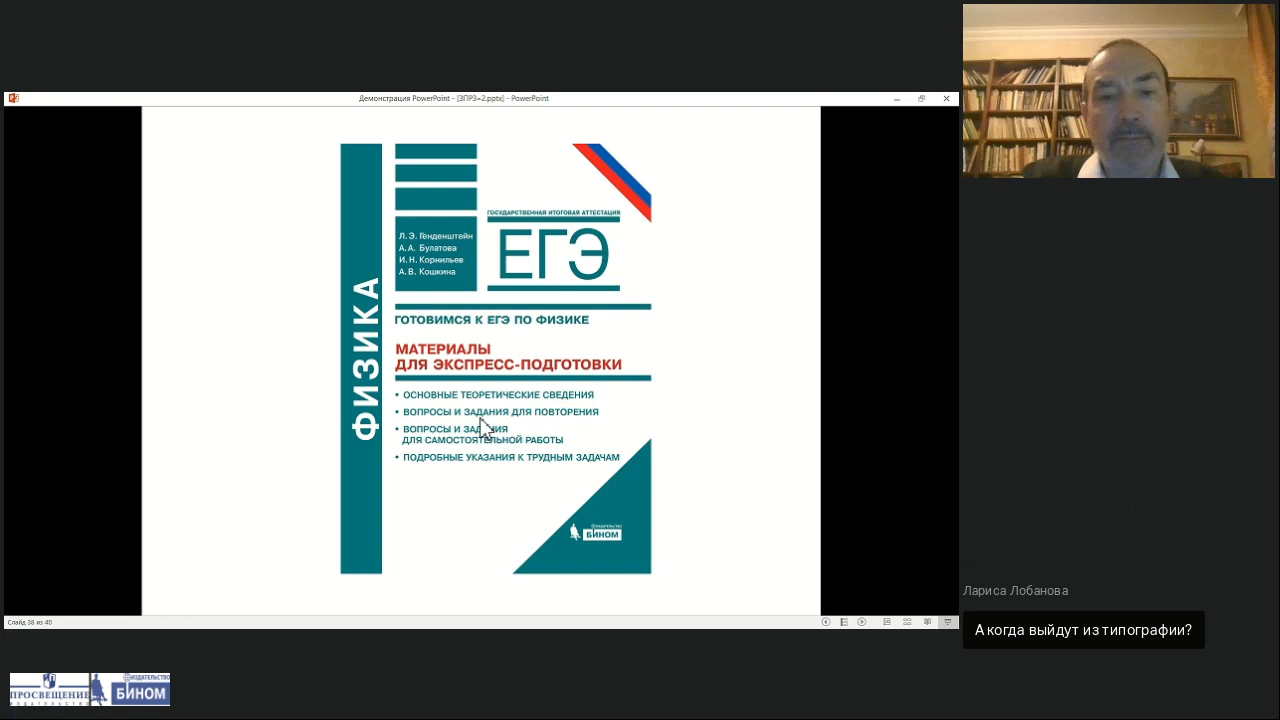 Демонстрация PowerPoint - [ЗПРЗ=2.pptx] - PowerPoint
ФИЗИКА
Л. Э. Генденштейн
А. А. Булатова
И. Н. Корнильев
А. В. Кошкина
ГОСУДАРСТВЕННАЯ ИТОГОВАЯ АТТЕСТАЦИЯ
ЕГЭ
ГОТОВИМСЯ К ЕГЭ ПО ФИЗИКЕ
МАТЕРИАЛЫ
ДЛЯ ЭКСПРЕСС-ПОДГОТОВКИ
• ОСНОВНЫЕ ТЕОРЕТИЧЕСКИЕ СВЕДЕНИЯ
• ВОПРОСЫ И ЗАДАНИЯ ДЛЯ ПОВТОРЕНИЯ
• ВОПРОСЫ И ЗАДАНИЯ
ДЛЯ САМОСТОЯТЕЛЬНОЙ РАБОТЫ
• ПОДРОБНЫЕ УКАЗАНИЯ К ТРУДНЫМ ЗАДАЧАМ
ИЗДАТЕЛЬСТВО
БИНОМ
Слайд 38 из 40
Лариса Лобанова
А когда выйдут из типографии?
ПРОСВЕЩЕНИЕ
ИЗДАТЕЛЬСТВО
ИЗДАТЕЛЬСТВО
БИНОМ